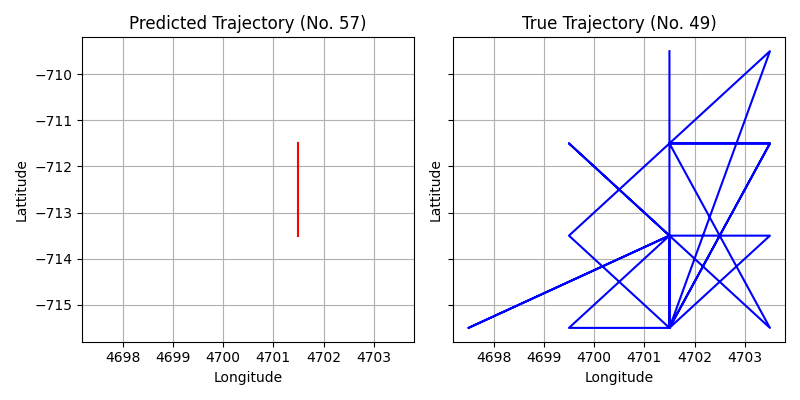 Predicted Trajectory (No. 57)
True Trajectory (No. 49)
−710
−711
−712
−713
−714
−715
Lattitude
Lattitude
4698 4699 4700 4701 4702 4703
4698 4699 4700 4701 4702 4703
Longitude
Longitude